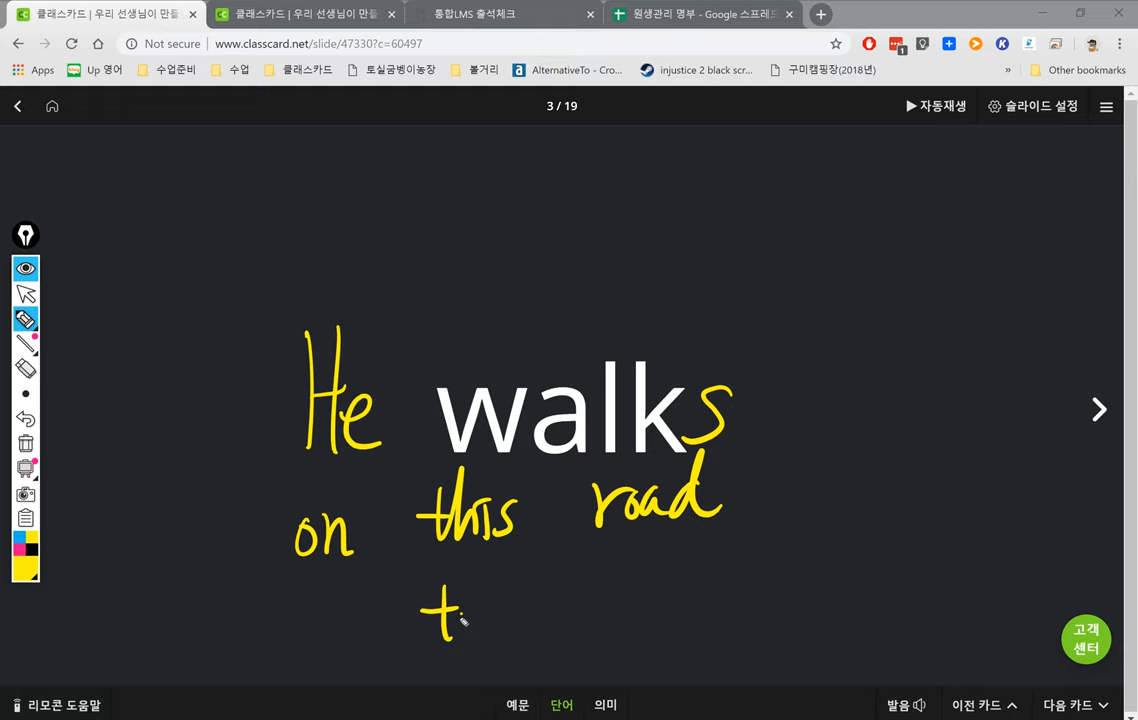 클래스카드 | 우리 선생님이 만들
클래스카드 | 우리 선생님이 만들
통합LMS 출석체크
원생관리 명부 - Google 스프레드
Not secure | www.classcard.net/slide/47330?c=60497
1
Apps
Up 영어
수업준비
수업
클래스카드
토실굼벵이농장
볼거리
AlternativeTo - Cro...
injustice 2 black scr...
구미캠핑장(2018년)
»
Other bookmarks
3 / 19
자동재생
슬라이드 설정
He walks
on this road
t
고객
센터
리모콘 도움말
예문
단어
의미
발음
이전 카드
다음 카드